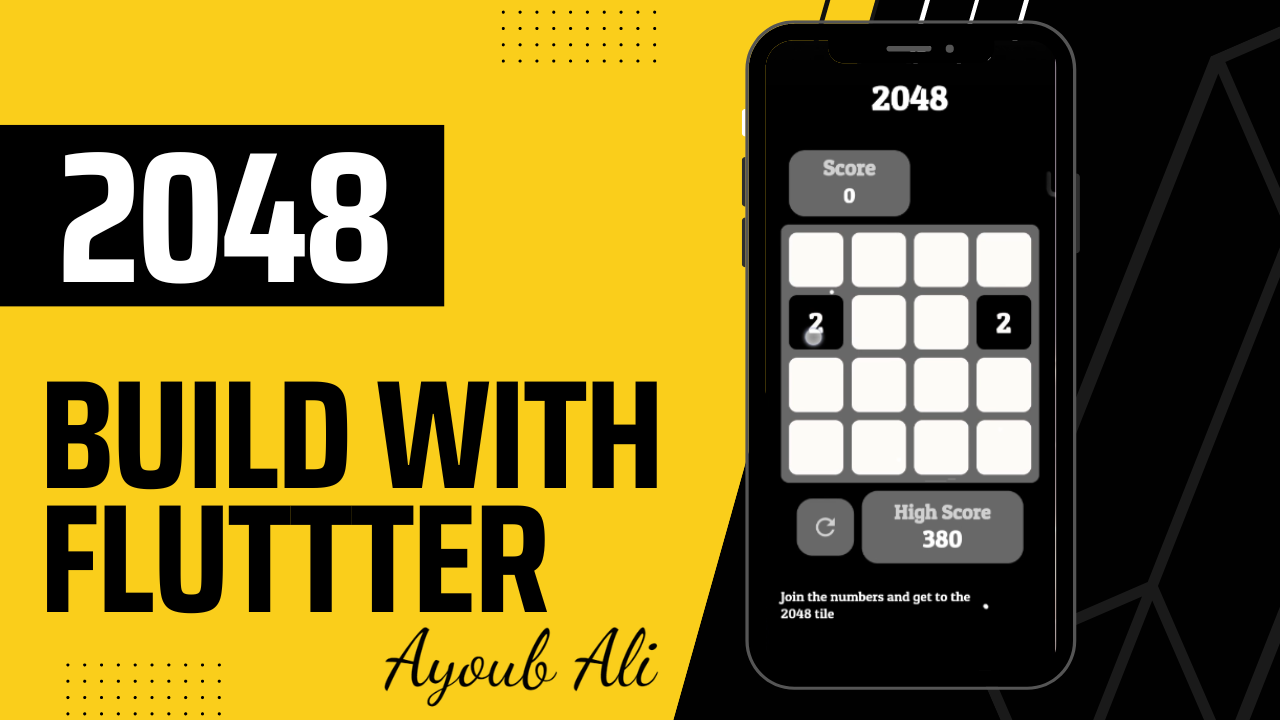 2048
BUILD WITH
FLUTTTER
Ayoub Ali
2048
Score
0
2 2
High Score
380
Join the numbers and get to the
2048 tile